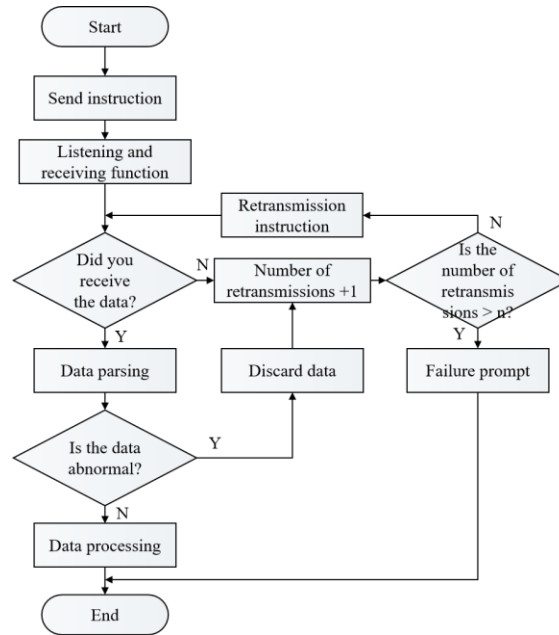 Start
Send instruction
Listening and
receiving function
Retransmission
instruction
N
Did you
receive
the data?
N
Number of
retransmissions +1
Is the
number of
retransmis
sions > n?
Y
Y
Data parsing
Discard data
Failure prompt
Is the data
abnormal?
Y
N
Data processing
End